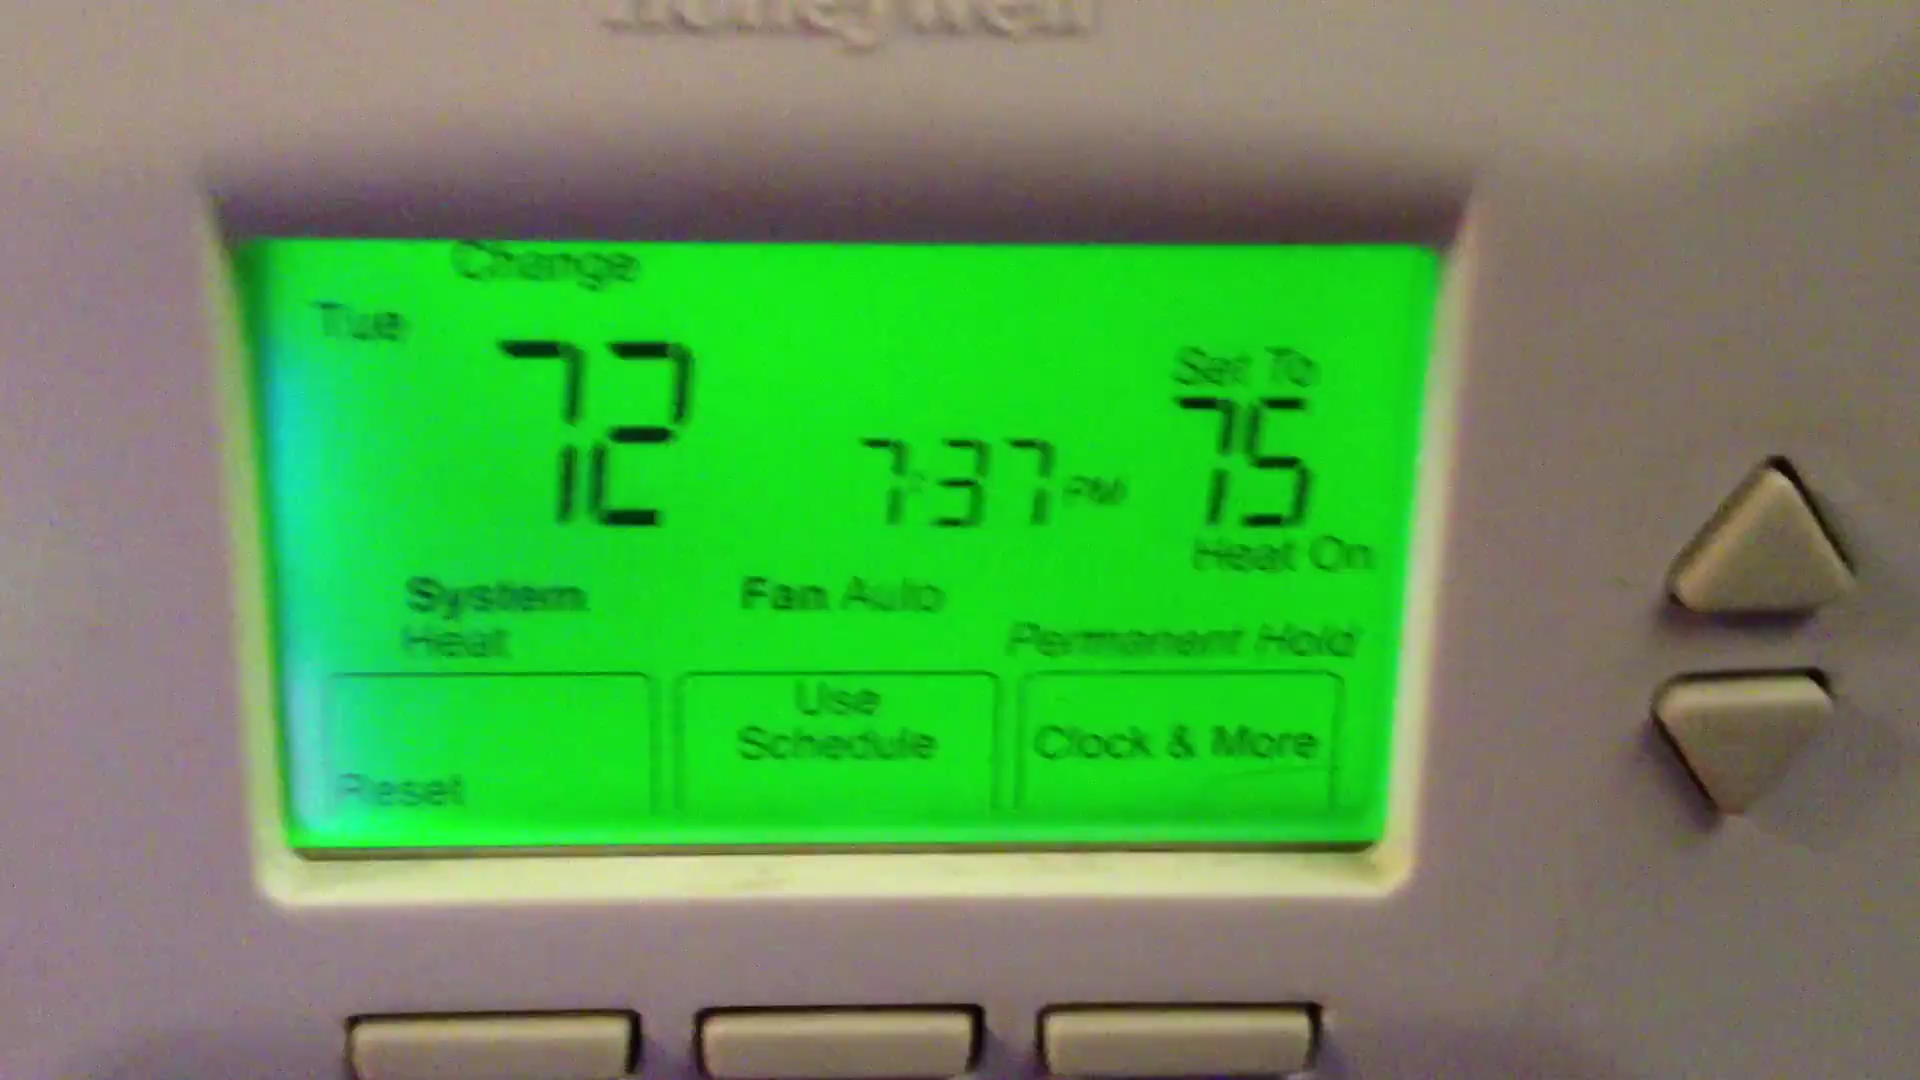 Honeywell
Change
Tue
72
7:37 PM
Set To
75
Heat On
System
Heat
Fan Auto
Permanent Hold
Reset
Use
Schedule
Clock & More